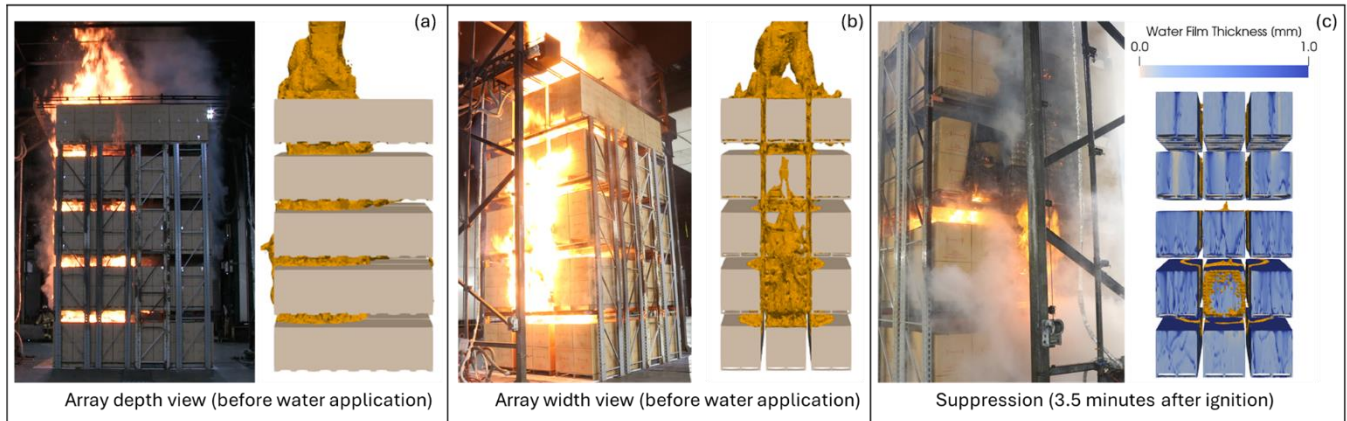 (a)
(b)
(c)
Water Film Thickness (mm)
0.0 1.0
Array depth view (before water application)
Array width view (before water application)
Suppression (3.5 minutes after ignition)